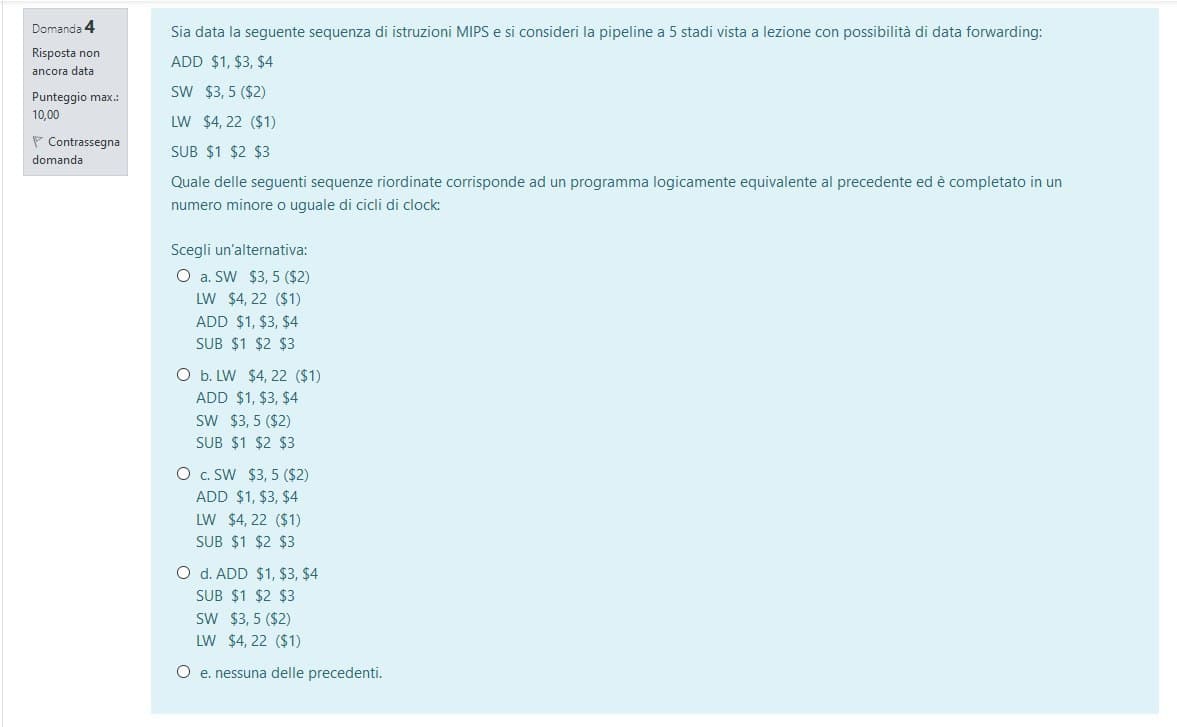 Domanda 4
Risposta non
ancora data
Punteggio max.:
10,00
Contrassegna
domanda
Sia data la seguente sequenza di istruzioni MIPS e si consideri la pipeline a 5 stadi vista a lezione con possibilità di data forwarding:
ADD $1, $3, $4
SW $3, 5 ($2)
LW $4, 22 ($1)
SUB $1 $2 $3
Quale delle seguenti sequenze riordinate corrisponde ad un programma logicamente equivalente al precedente ed è completato in un
numero minore o uguale di cicli di clock:
Scegli un'alternativa:
a. SW $3, 5 ($2)
LW $4, 22 ($1)
ADD $1, $3, $4
SUB $1 $2 $3
b. LW $4, 22 ($1)
ADD $1, $3, $4
SW $3, 5 ($2)
SUB $1 $2 $3
c. SW $3, 5 ($2)
ADD $1, $3, $4
LW $4, 22 ($1)
SUB $1 $2 $3
d. ADD $1, $3, $4
SUB $1 $2 $3
SW $3, 5 ($2)
LW $4, 22 ($1)
e. nessuna delle precedenti.